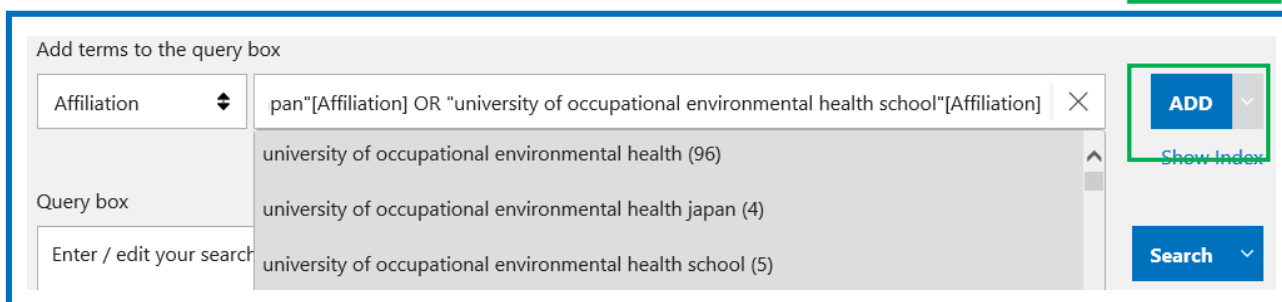 Add terms to the query box
Affiliation
pan"[Affiliation] OR "university of occupational environmental health school"[Affiliation]
ADD
university of occupational environmental health (96)
Show Index
university of occupational environmental health japan (4)
Query box
Enter / edit your search
university of occupational environmental health school (5)
Search